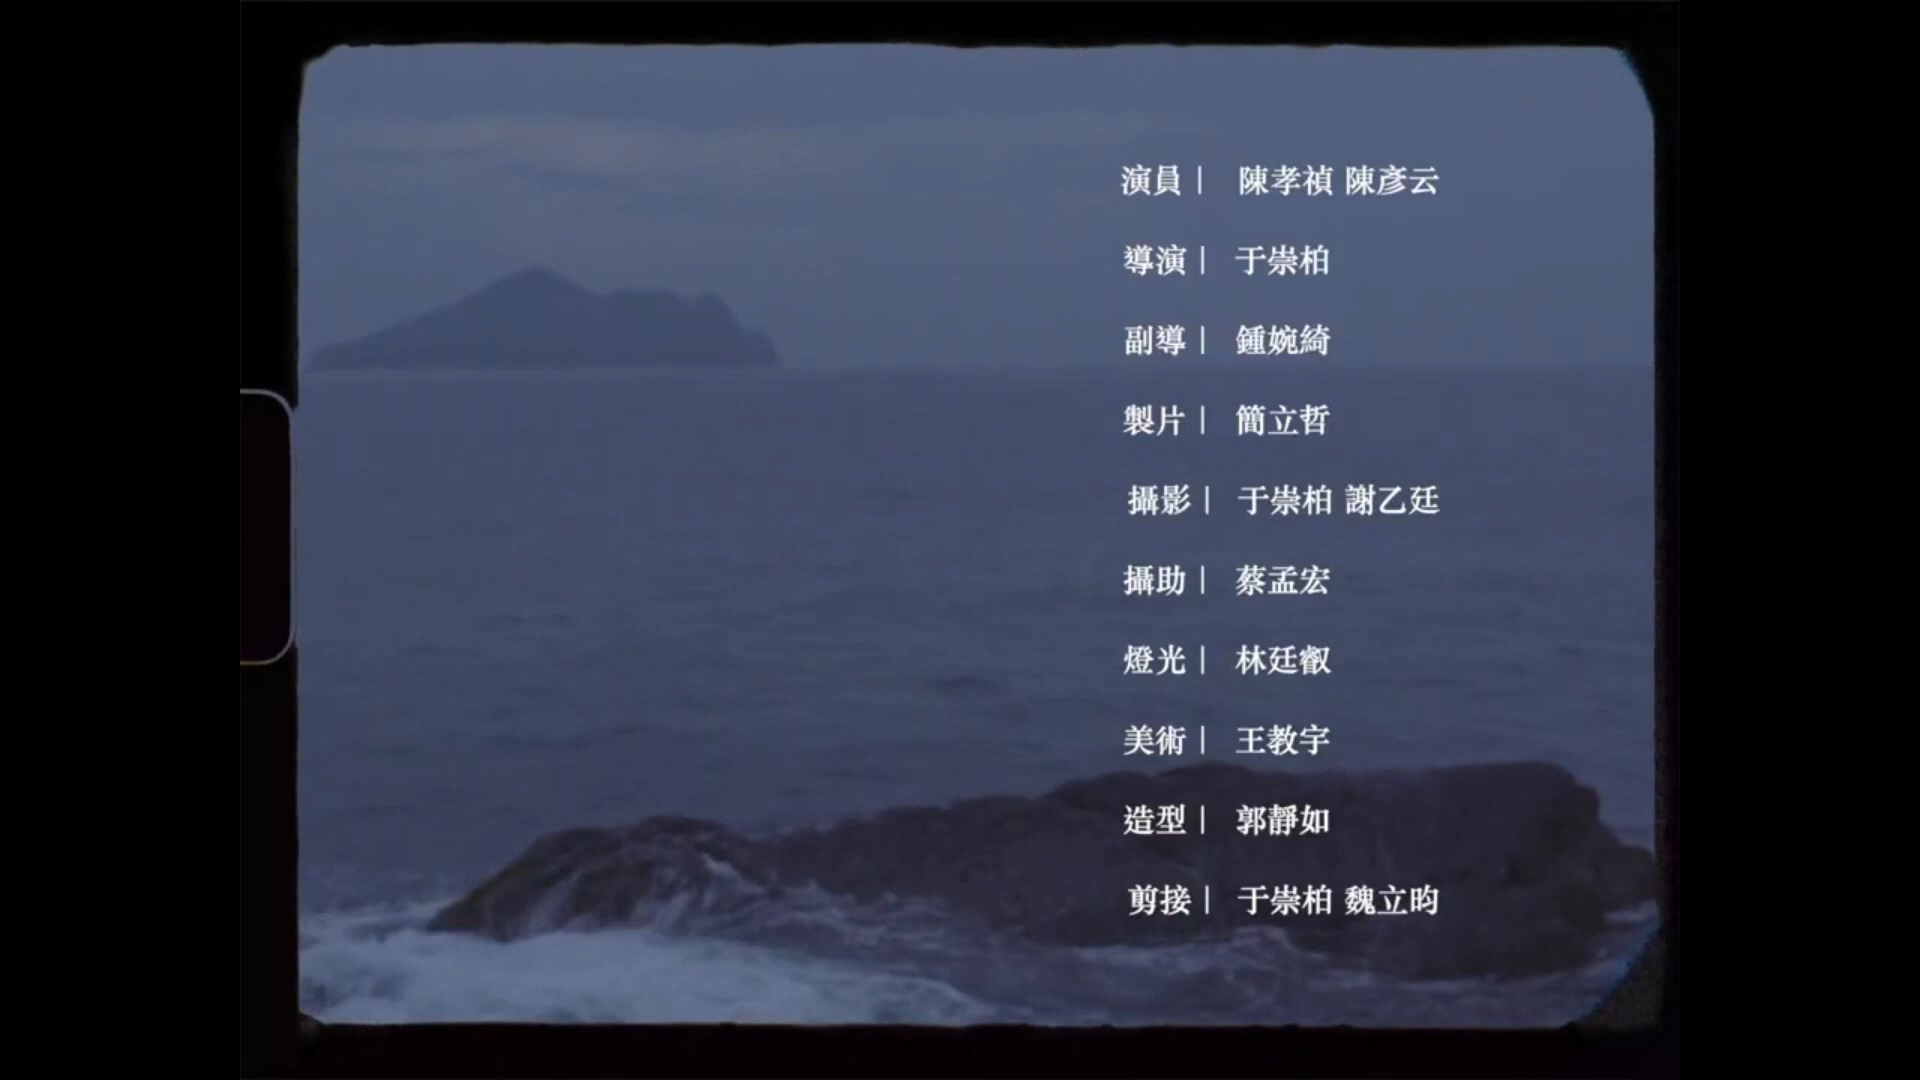 演員｜ 陳孝禎 陳彥云
導演｜ 于崇柏
副導｜ 鍾婉綺
製片｜ 簡立哲
攝影｜ 于崇柏 謝乙廷
攝助｜ 蔡孟宏
燈光｜ 林廷叡
美術｜ 王教宇
造型｜ 郭靜如
剪接｜ 于崇柏 魏立昀